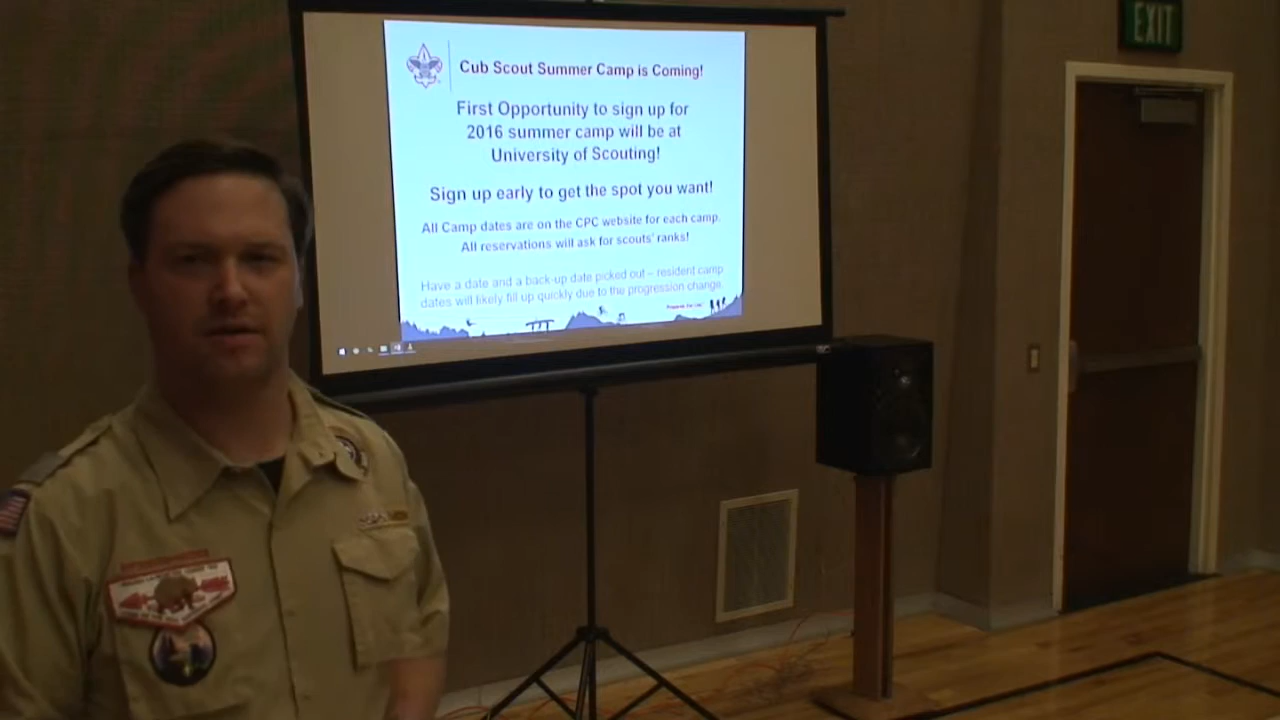 EXIT
Cub Scout Summer Camp is Coming!
First Opportunity to sign up for
2016 summer camp will be at
University of Scouting!
Sign up early to get the spot you want!
All Camp dates are on the CPC website for each camp.
All reservations will ask for scouts' ranks!
Have a date and a back-up date picked out – resident camp
dates will likely fill up quickly due to the progression change.